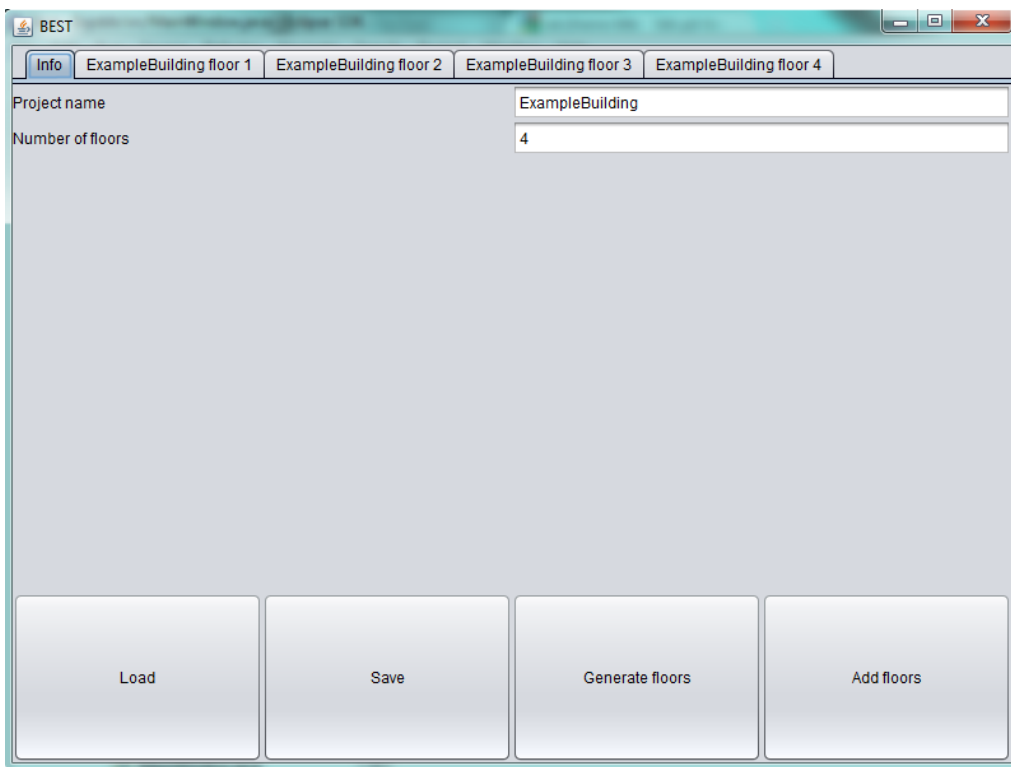 BEST
Info ExampleBuilding floor 1 ExampleBuilding floor 2 ExampleBuilding floor 3 ExampleBuilding floor 4
Project name ExampleBuilding
Number of floors 4
Load Save Generate floors Add floors